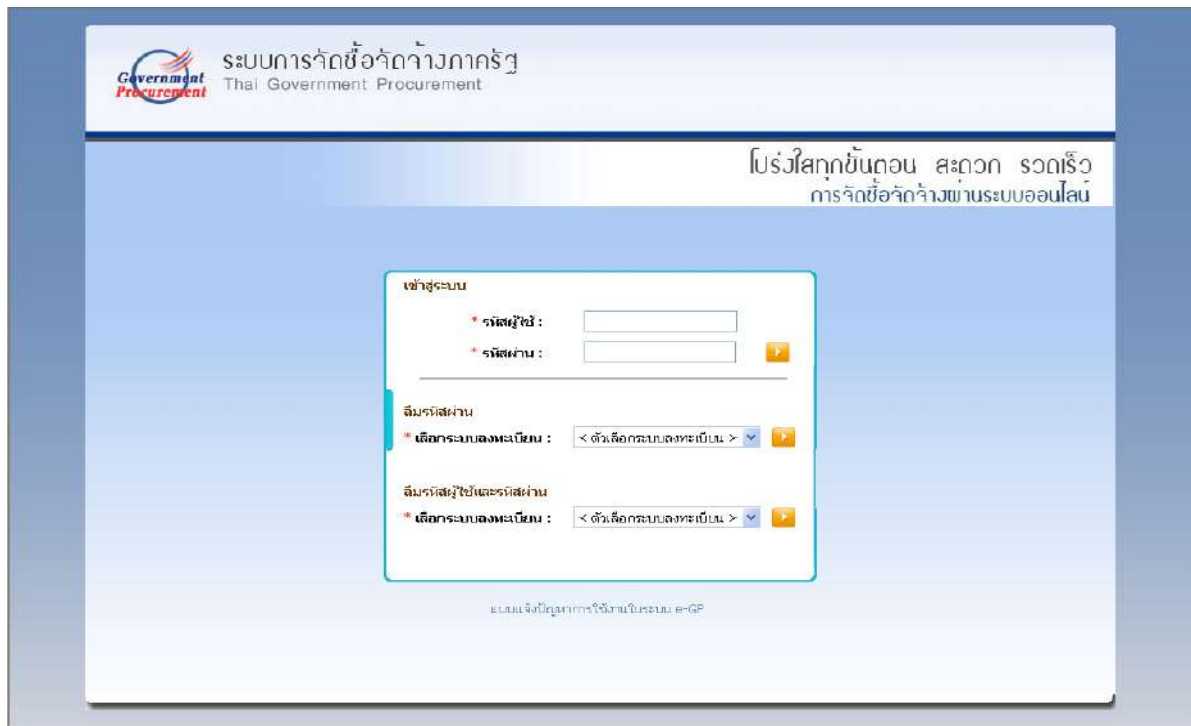 Government
Procurement
ระบบการจัดซื้อจัดจ้างภาครัฐ
Thai Government Procurement
โปร่งใสทุกขั้นตอน สะดวก รวดเร็ว
การจัดซื้อจัดจ้างผ่านระบบออนไลน์
เข้าสู่ระบบ
* รหัสผู้ใช้ :
* รหัสผ่าน :
ลืมรหัสผ่าน
* เลือกระบบลงทะเบียน : < ตัวเลือกระบบลงทะเบียน >
ลืมรหัสผู้ใช้และรหัสผ่าน
* เลือกระบบลงทะเบียน : < ตัวเลือกระบบลงทะเบียน >
แบบแจ้งปัญหาการใช้งานในระบบ e-GP